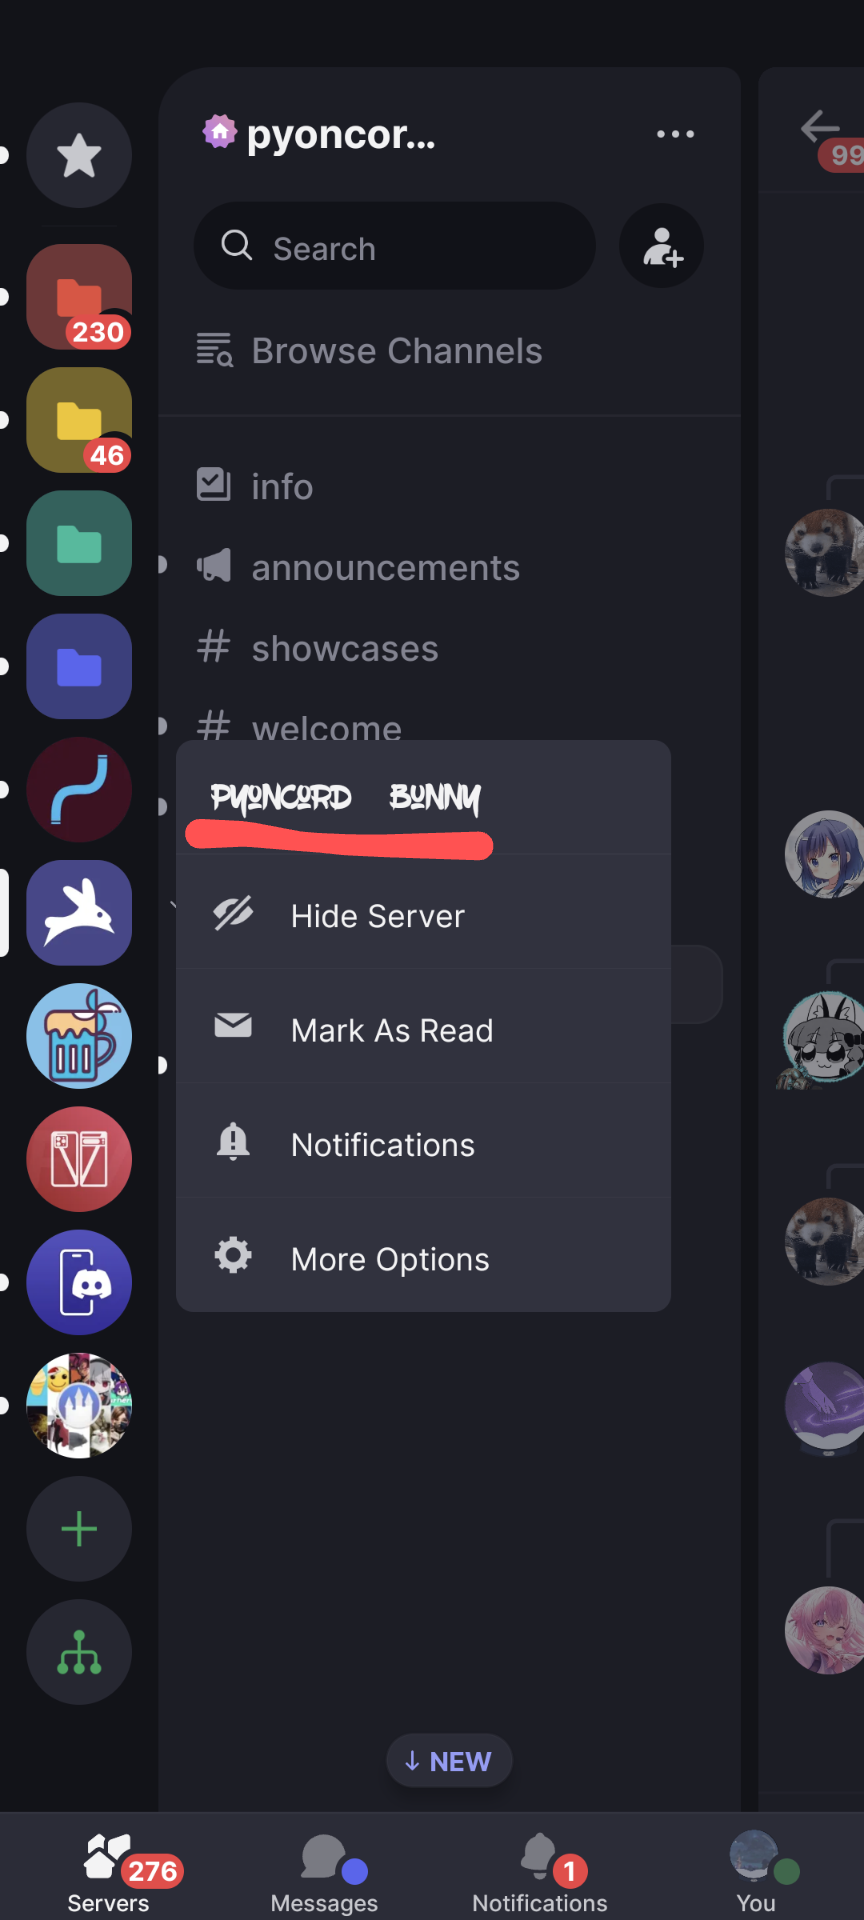 pyoncor...
Search
99
Browse Channels
230
46
info
announcements
showcases
welcome
PYONCORD BUNNY
Hide Server
Mark As Read
Notifications
More Options
↓ NEW
276
1
Servers
Messages
Notifications
You